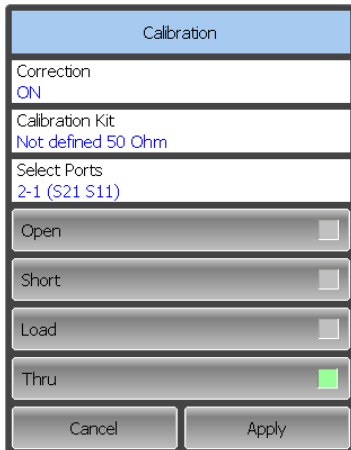 Calibration
Correction
ON
Calibration Kit
Not defined 50 Ohm
Select Ports
2-1 (S21 S11)
Open
Short
Load
Thru
Cancel
Apply